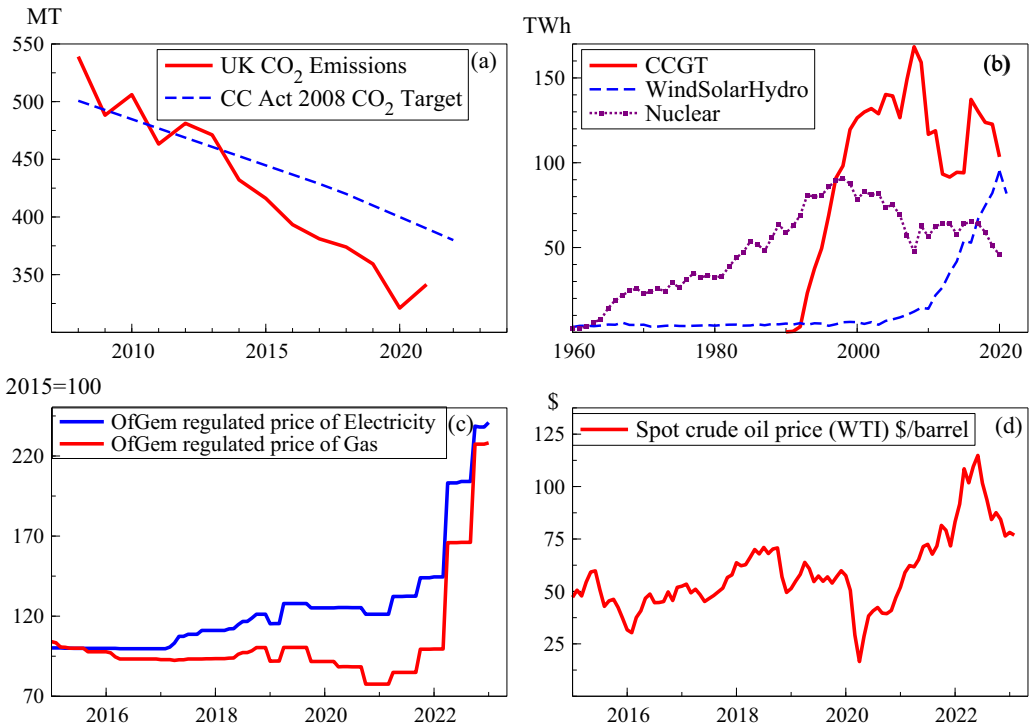 MT
550
500
450
400
350
2010
2015
2020
UK CO2 Emissions
CC Act 2008 CO2 Target
(a)
TWh
150
100
50
1960
1980
2000
2020
CCGT
WindSolarHydro
Nuclear
(b)
2015=100
220
170
120
70
2016
2018
2020
2022
OfGem regulated price of Electricity
OfGem regulated price of Gas
(c)
$
125
100
75
50
25
2016
2018
2020
2022
Spot crude oil price (WTI) $/barrel
(d)